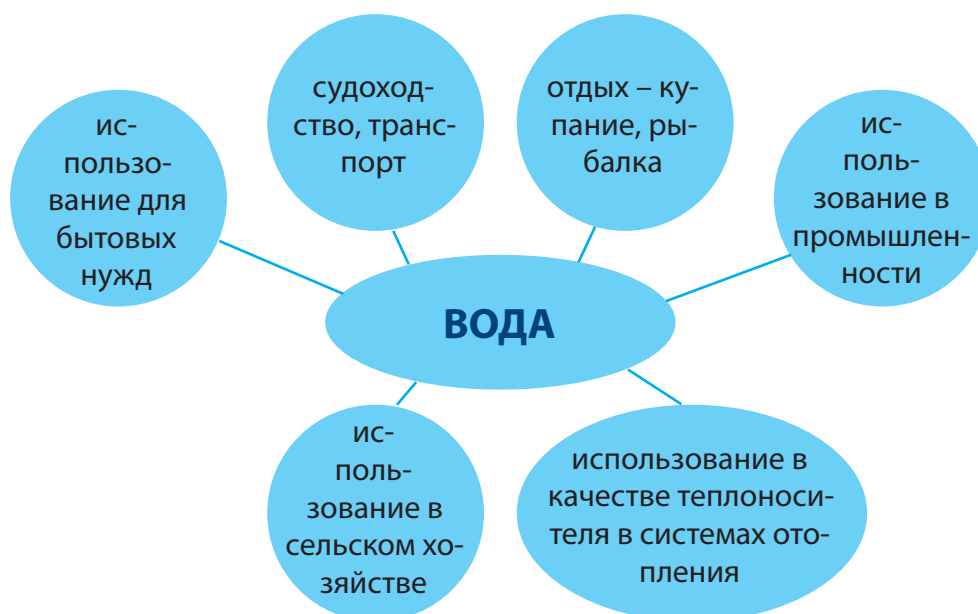 ис-
пользо-
вание для
бытовых
нужд
судоход-
ство, транс-
порт
отдых – ку-
пание, ры-
балка
ис-
поль-
зование в
промышлен-
ности
ВОДА
ис-
поль-
зование в
сельском хо-
зяйстве
использование в
качестве теплоноси-
теля в системах ото-
пления